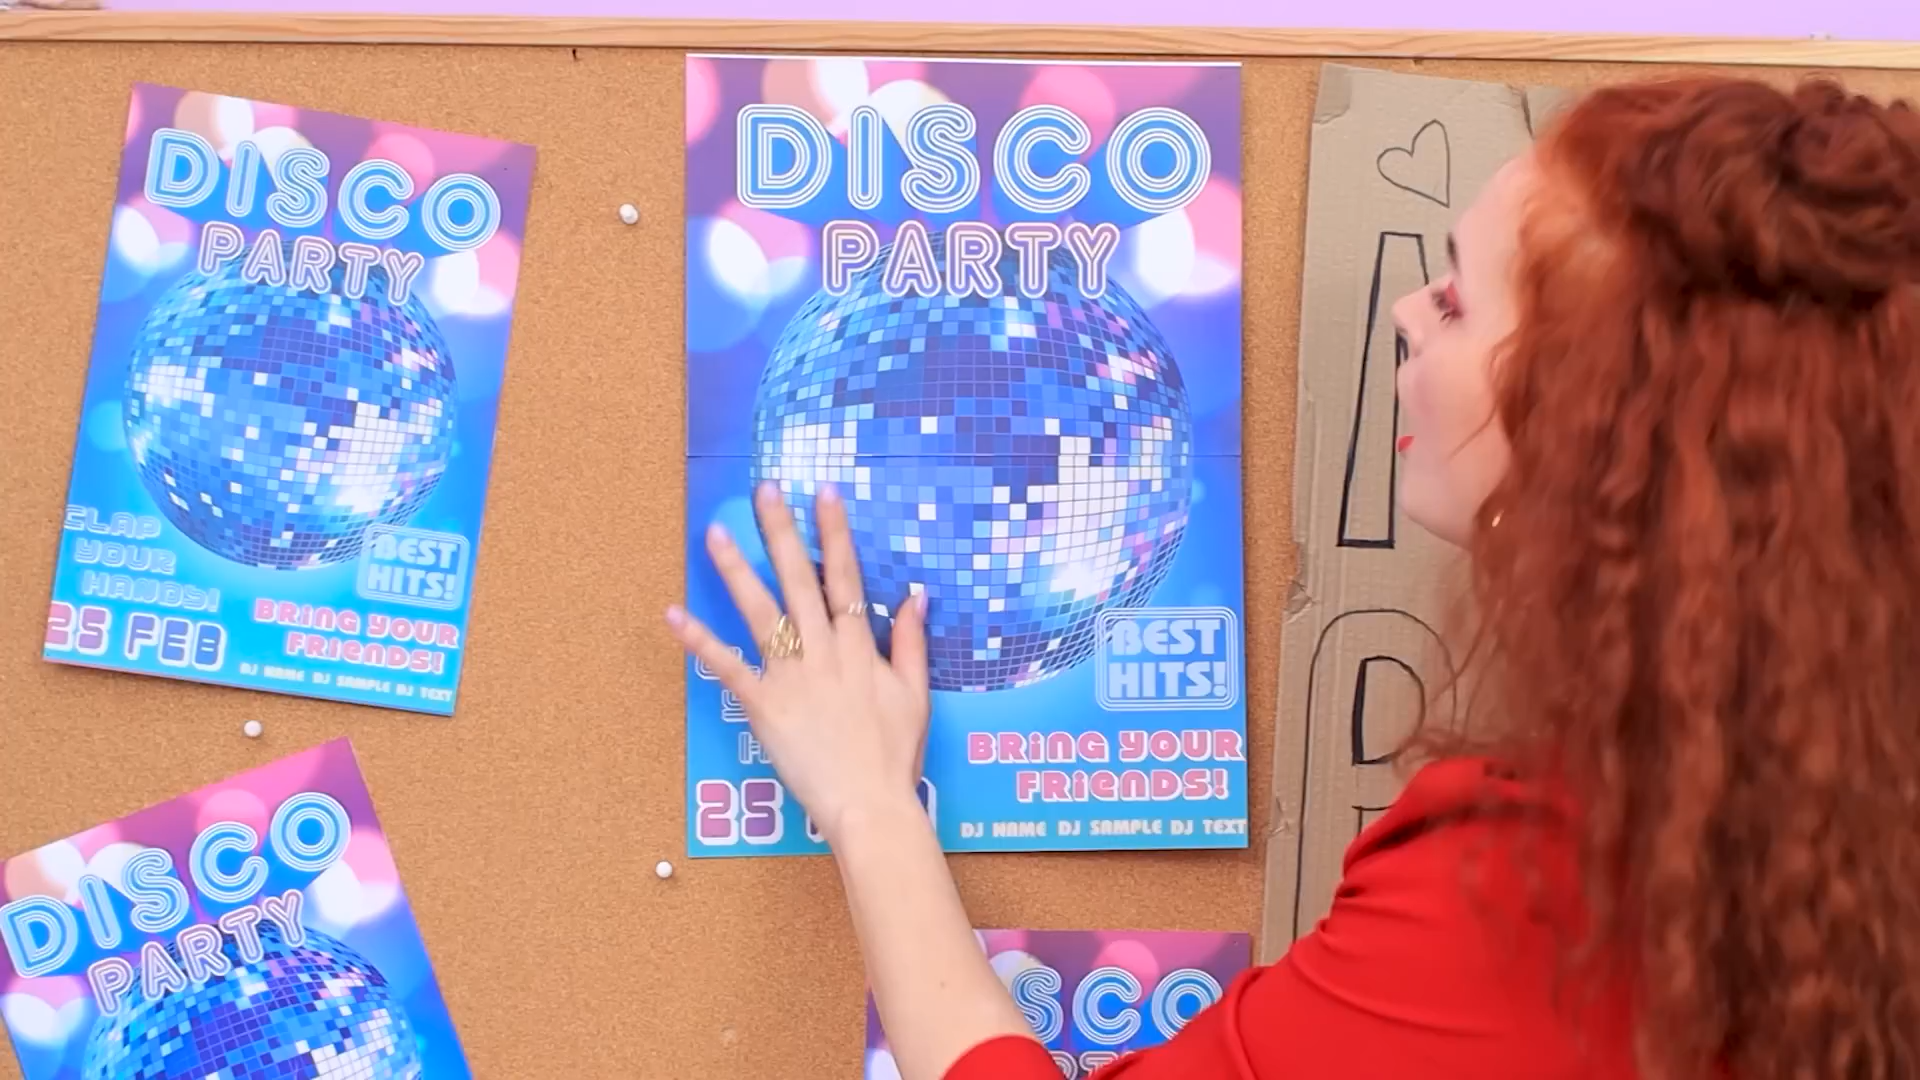 DISCO
PARTY
CLAP
YOUR
HANDS!
BEST
HITS!
25 FEB
BRING YOUR
FRIENDS!
DJ NAME DJ SAMPLE DJ TEXT
DISCO
PARTY
BEST
HITS!
BRING YOUR
FRIENDS!
25
DJ NAME DJ SAMPLE DJ TEXT
DISCO
PARTY
SCO